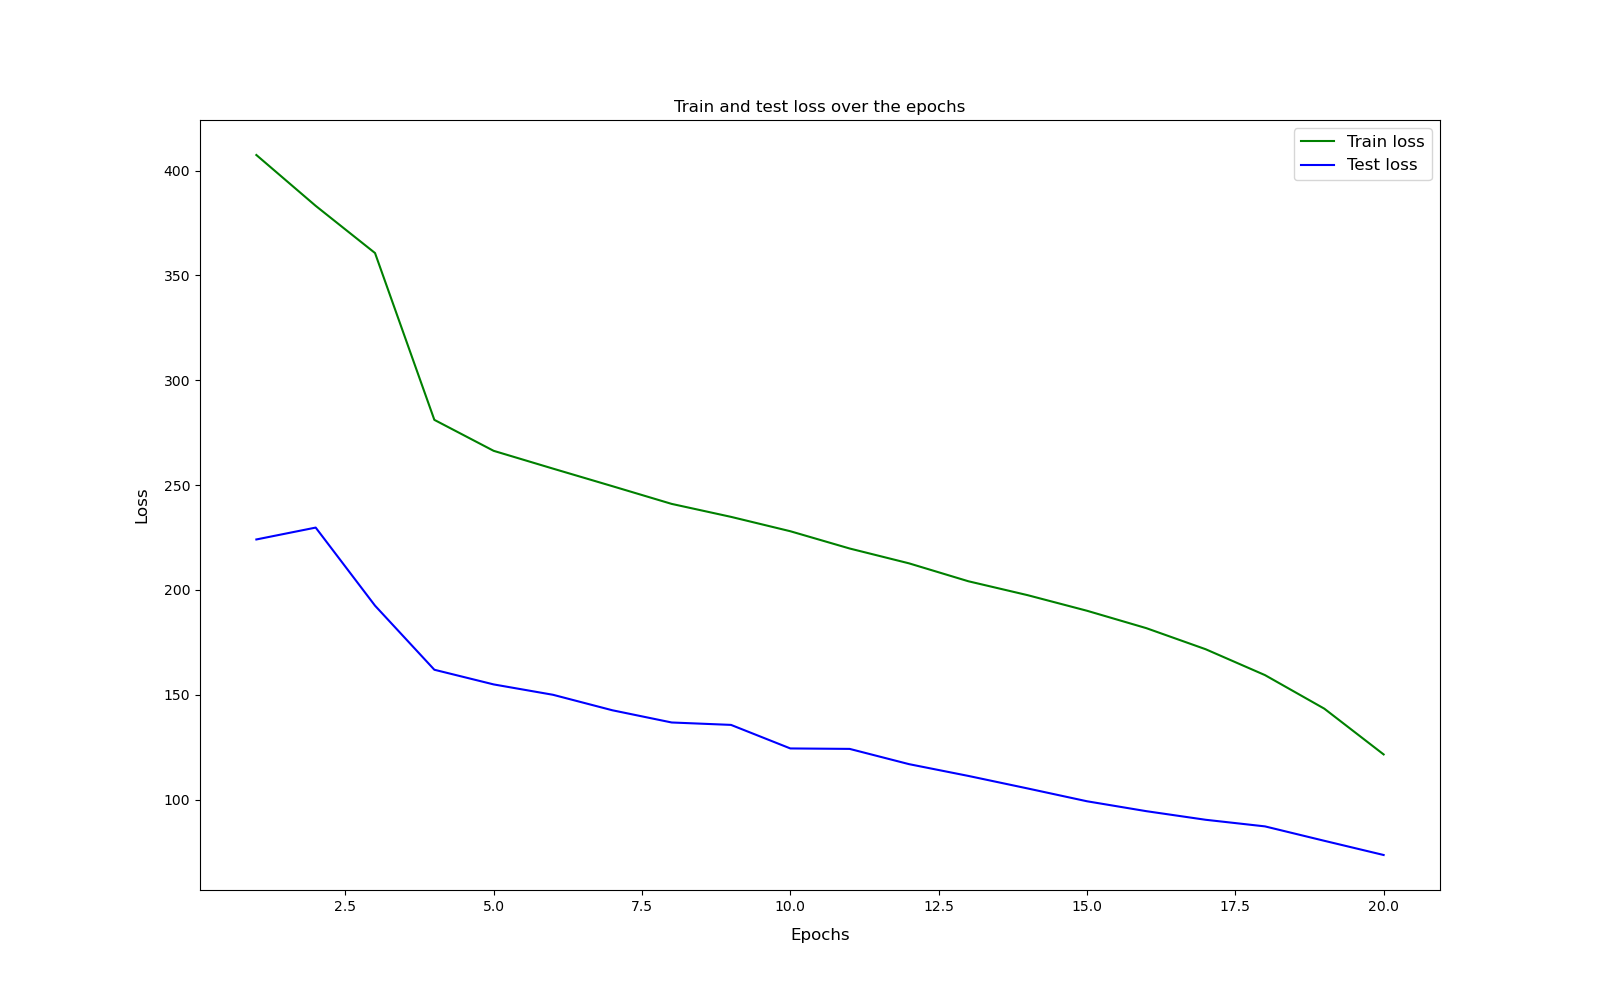 Train and test loss over the epochs
Train loss
Test loss
400
350
300
250
200
150
100
Loss
2.5 5.0 7.5 10.0 12.5 15.0 17.5 20.0
Epochs